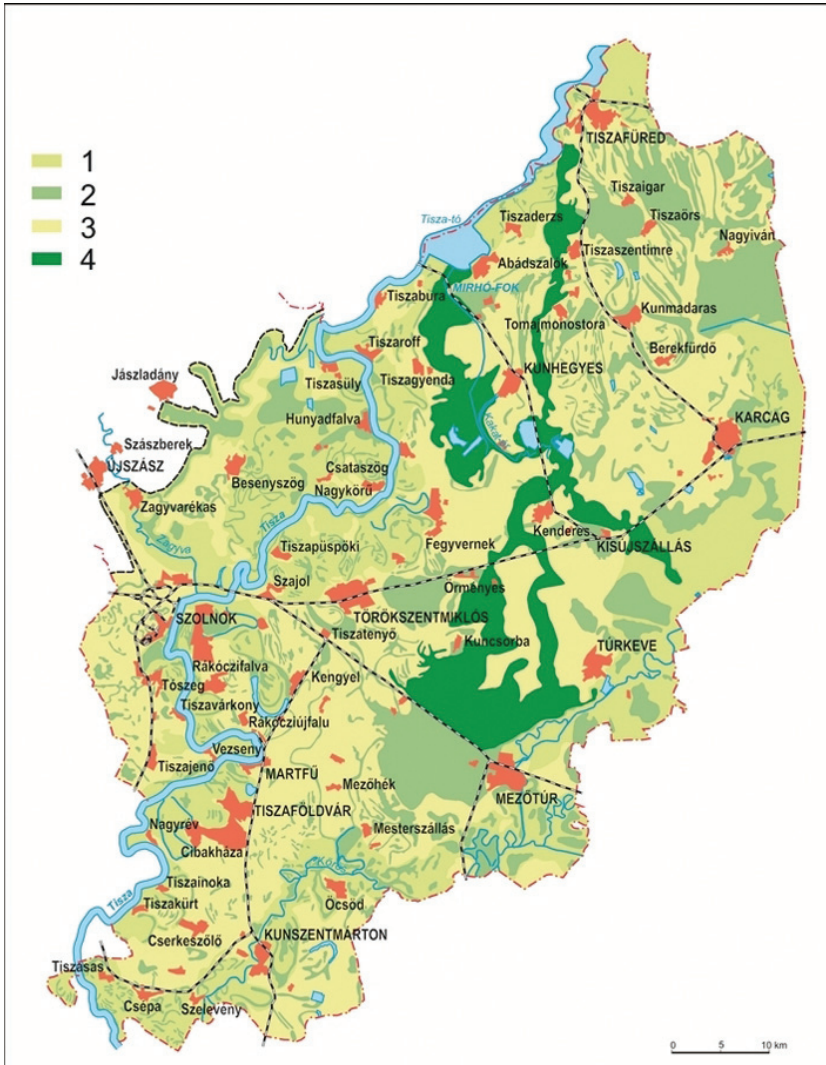 1
2
3
4
TISZAFÜRED
Tiszaigar
Tiszaörs
Nagyiván
Tisza-tó
Tiszaderzs
Tiszaszentimre
Abádszalók
MIRHÓ-FOK
Kunmadaras
Tiszabura
Tomajmonostora
Berekfürdő
Tiszaroff
Jászladány
Tiszasüly
Tiszagyenda
KUNHEGYES
Hunyadfalva
KARCAG
Szászberek
ÚJSZÁSZ
Besenyszög
Csataszög
Nagykörű
Zagyvarékas
Tisza
Fegyvernek
Kenderes
KISÚJSZÁLLÁS
Zagyva
Tiszapüspöki
Szajol
Örményes
SZOLNOK
TÖRÖKSZENTMIKLÓS
Tiszatenyő
Kuncsorba
TÚRKEVE
Rákóczifalva
Tószeg
Kengyel
Tiszavárkony
Rákócziújfalu
Vezseny
Tiszajenő
MARTFŰ
Mezőhék
MEZŐTÚR
TISZAFÖLDVÁR
Nagyrév
Mesterszállás
Cibakháza
Körös
Tiszainoka
Tisza
Tiszakürt
Öcsöd
Cserkeszőlő
KUNSZENTMÁRTON
Tiszasas
Csépa
Szelevény
0 5 10 km